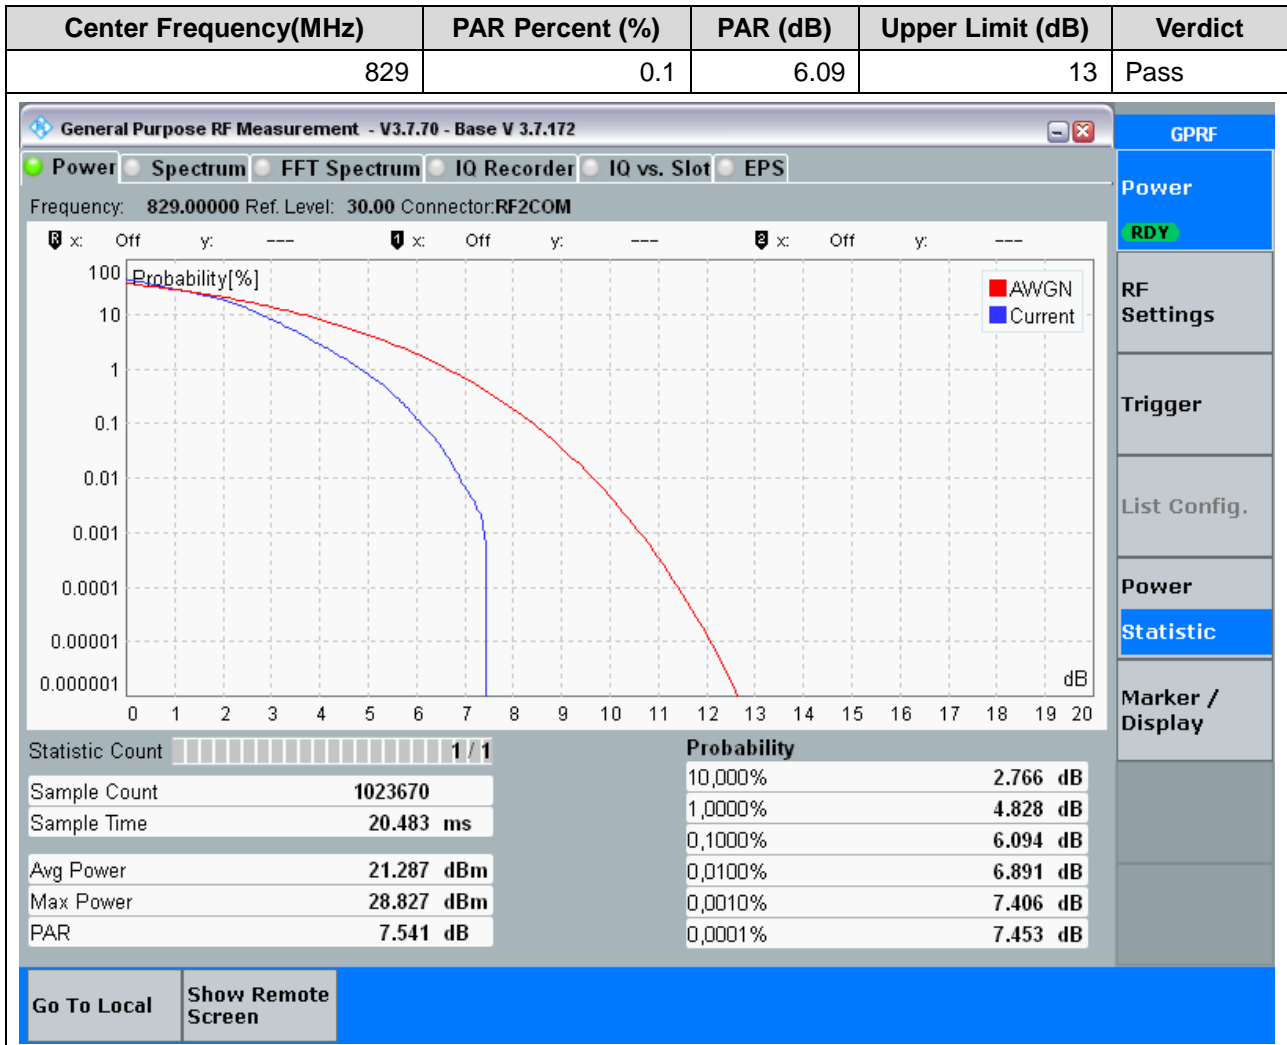 Center Frequency(MHz) PAR Percent (%) PAR (dB) Upper Limit (dB) Verdict
829 0.1 6.09 13 Pass
General Purpose RF Measurement - V3.7.70 - Base V 3.7.172
GPRF
Power Spectrum FFT Spectrum IQ Recorder IQ vs. Slot EPS
Frequency: 829.00000 Ref. Level: 30.00 Connector:RF2COM
R x: Off y: --- 1 x: Off y: --- 2 x: Off y: ---
Probability[%]
100
10
1
0.1
0.01
0.001
0.0001
0.00001
0.000001
AWGN
Current
dB
0 1 2 3 4 5 6 7 8 9 10 11 12 13 14 15 16 17 18 19 20
Statistic Count 1 / 1
Sample Count 1023670
Sample Time 20.483 ms
Avg Power 21.287 dBm
Max Power 28.827 dBm
PAR 7.541 dB
Probability
10,000% 2.766 dB
1,0000% 4.828 dB
0,1000% 6.094 dB
0,0100% 6.891 dB
0,0010% 7.406 dB
0,0001% 7.453 dB
Power
RDY
RF
Settings
Trigger
List Config.
Power
Statistic
Marker /
Display
Go To Local
Show Remote
Screen